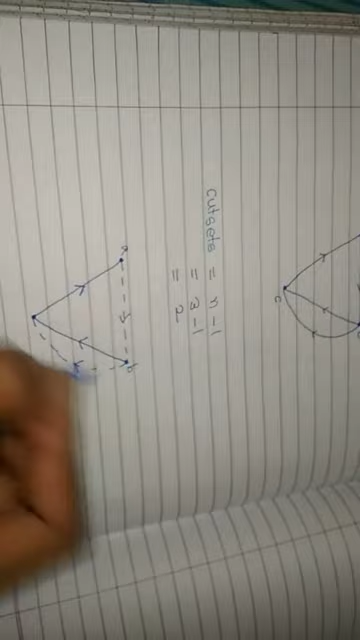 c
Cutsets = n-1
= 3-1
= 2
a
b